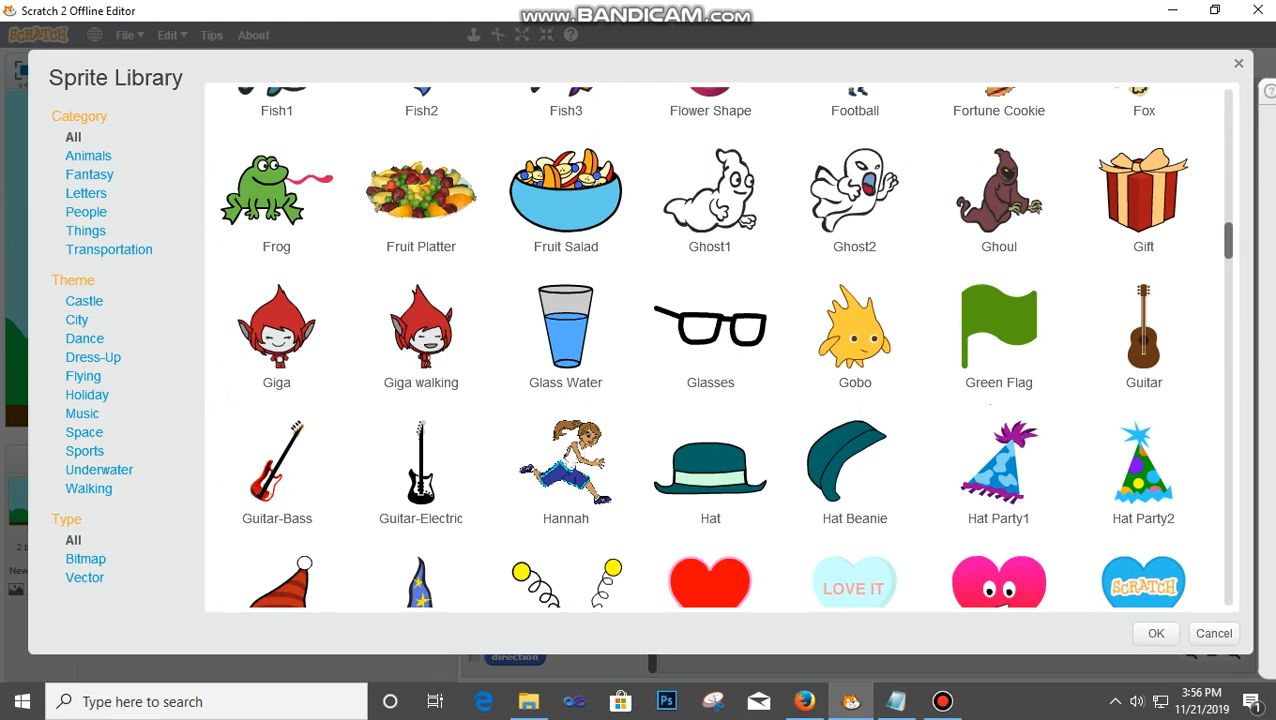 Scratch 2 Offline Editor
www.BANDICAM.com
SCRATCH File Edit Tips About
Sprite Library
Category
All
Animals
Fantasy
Letters
People
Things
Transportation
Theme
Castle
City
Dance
Dress-Up
Flying
Holiday
Music
Space
Sports
Underwater
Walking
Type
All
Bitmap
Vector
Fish1 Fish2 Fish3 Flower Shape Football Fortune Cookie Fox
Frog Fruit Platter Fruit Salad Ghost1 Ghost2 Ghoul Gift
Giga Giga walking Glass Water Glasses Gobo Green Flag Guitar
Guitar-Bass Guitar-Electric Hannah Hat Hat Beanie Hat Party1 Hat Party2
LOVE IT SCRATCH
OK Cancel
direction
Type here to search
3:56 PM
11/21/2019